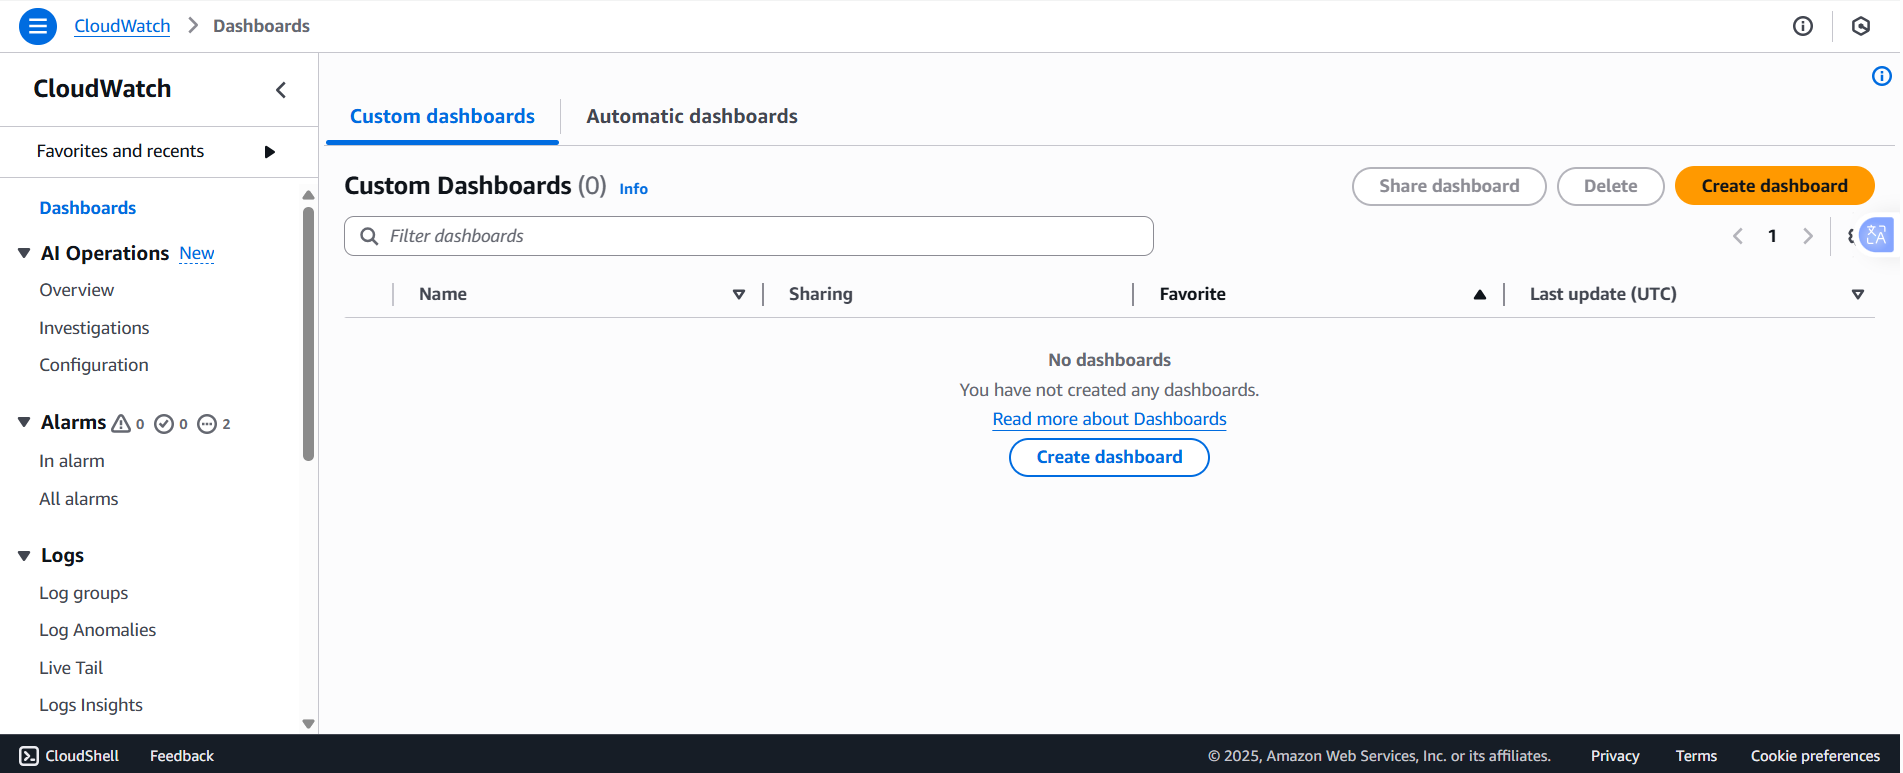 CloudWatch > Dashboards
CloudWatch
Favorites and recents
Dashboards
AI Operations New
Overview
Investigations
Configuration
Alarms 0 0 2
In alarm
All alarms
Logs
Log groups
Log Anomalies
Live Tail
Logs Insights
Custom dashboards
Automatic dashboards
Custom Dashboards (0) Info
Share dashboard
Delete
Create dashboard
Filter dashboards
1
Name
Sharing
Favorite
Last update (UTC)
No dashboards
You have not created any dashboards.
Read more about Dashboards
Create dashboard
CloudShell
Feedback
© 2025, Amazon Web Services, Inc. or its affiliates.
Privacy
Terms
Cookie preferences